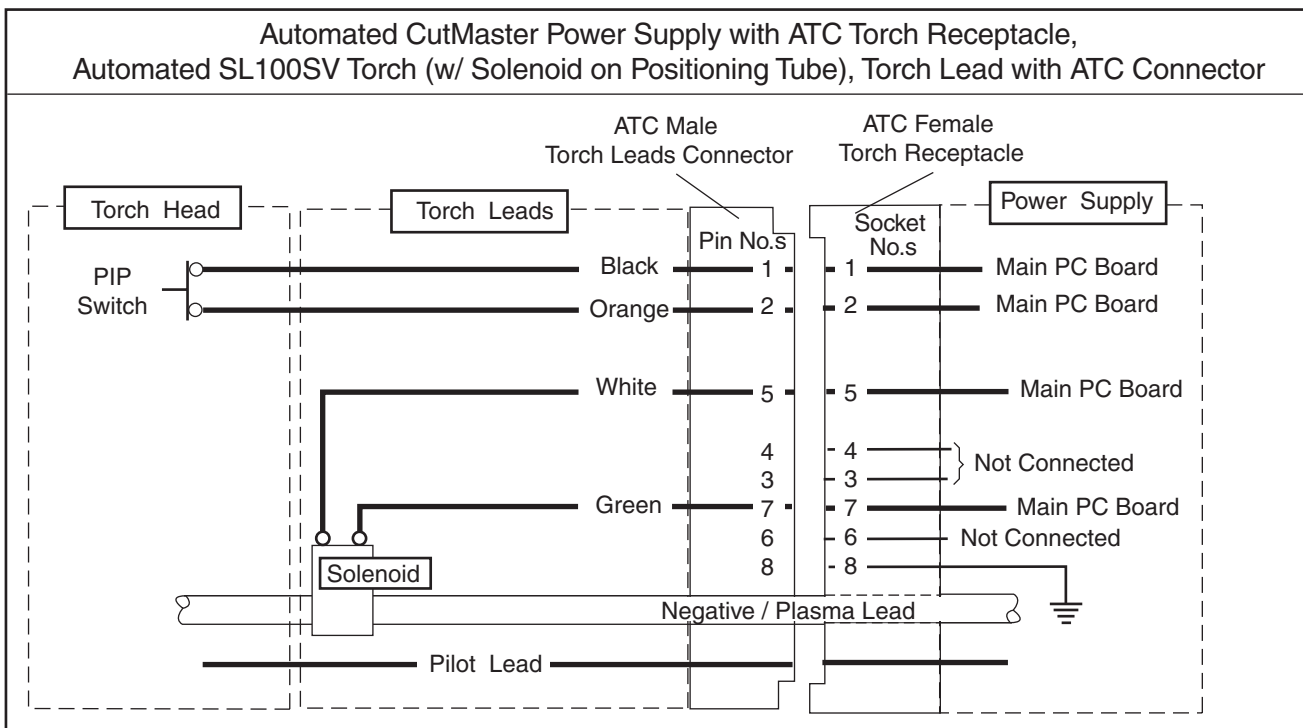 Automated CutMaster Power Supply with ATC Torch Receptacle,
Automated SL100SV Torch (w/ Solenoid on Positioning Tube), Torch Lead with ATC Connector
ATC Male
Torch Leads Connector
ATC Female
Torch Receptacle
Torch Head
Torch Leads
Power Supply
Pin No.s
Socket
No.s
PIP
Switch
Black 1 1 Main PC Board
Orange 2 2 Main PC Board
White 5 5 Main PC Board
4 4
3 3
Not Connected
Green 7 7 Main PC Board
6 6 Not Connected
8 8
Solenoid
Negative / Plasma Lead
Pilot Lead